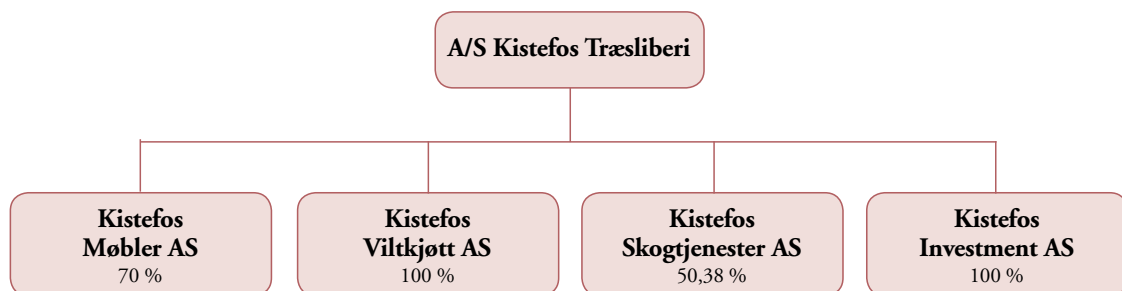 A/S Kistefos Træsliberi
Kistefos
Møbler AS
70 %
Kistefos
Viltkjøtt AS
100 %
Kistefos
Skogtjenester AS
50,38 %
Kistefos
Investment AS
100 %